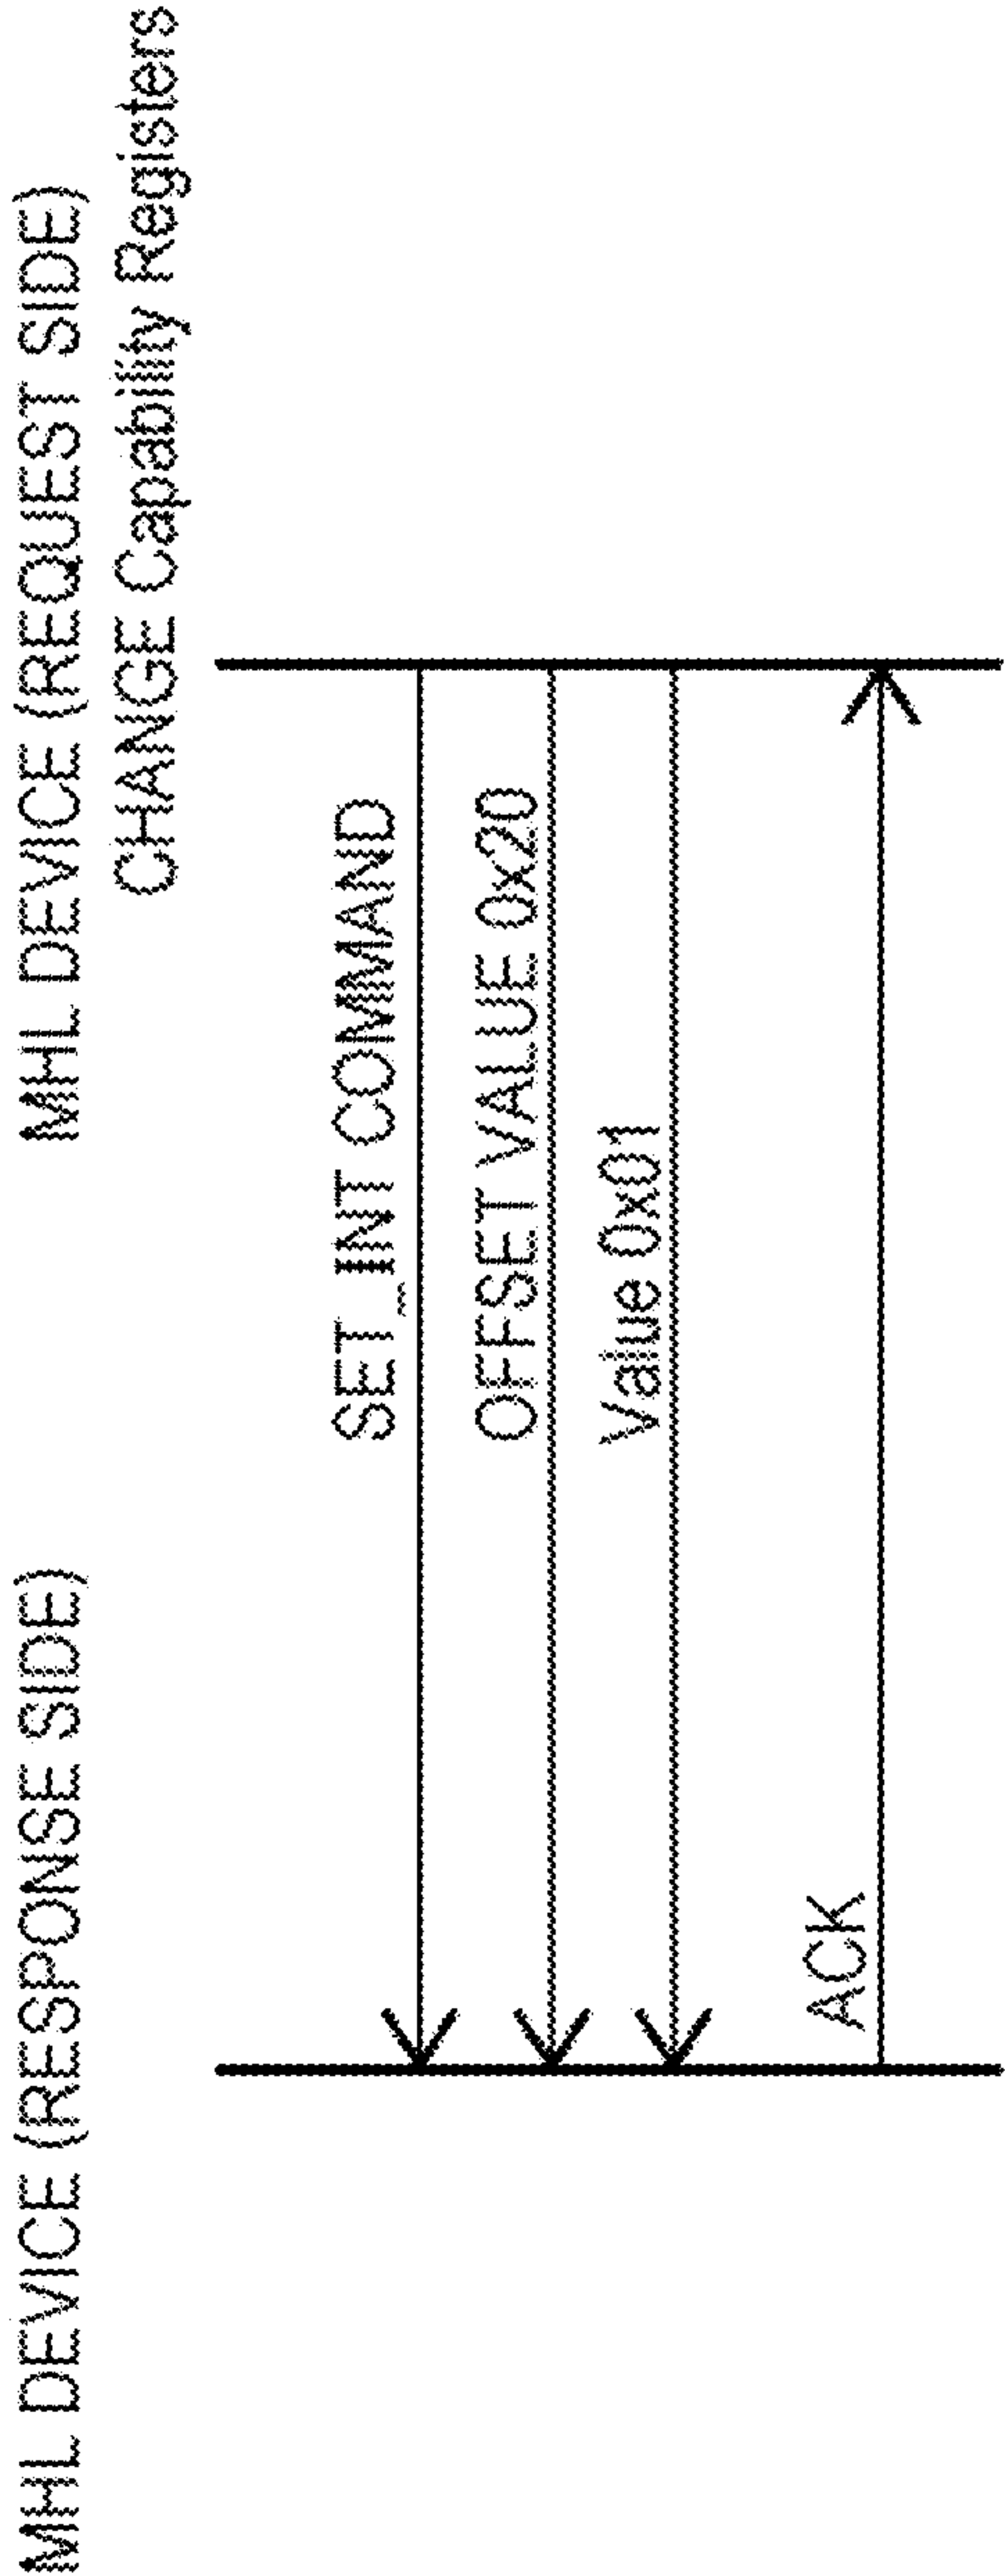 MHL DEVICE (RESPONSE SIDE)
MHL DEVICE (REQUEST SIDE)
CHANGE Capability Registers
SET_INT COMMAND
OFFSET VALUE 0x20
Value 0x01
ACK